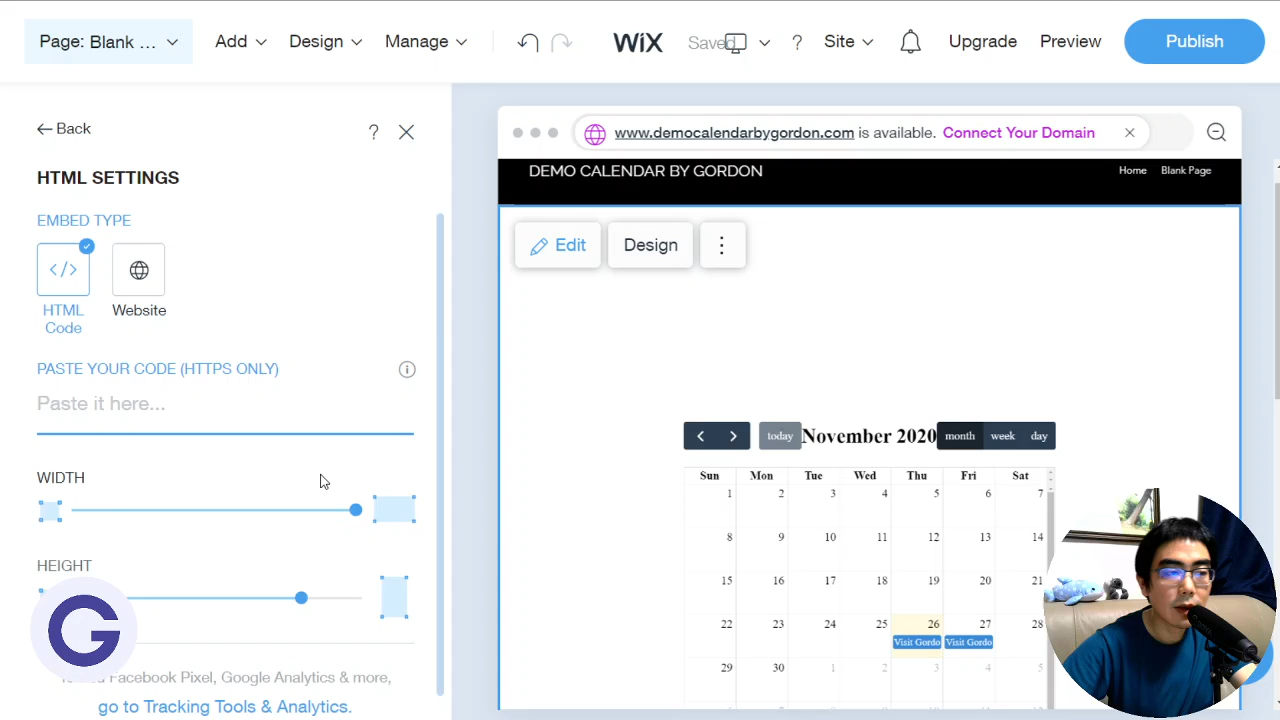 Page: Blank ... Add Design Manage WIX Saved ? Site Upgrade Preview Publish
Back ?
HTML SETTINGS
EMBED TYPE
</>
HTML Code
Website
PASTE YOUR CODE (HTTPS ONLY)
Paste it here...
WIDTH
HEIGHT
Facebook Pixel, Google Analytics & more,
go to Tracking Tools & Analytics.
www.democalendarbygordon.com is available. Connect Your Domain
DEMO CALENDAR BY GORDON Home Blank Page
Edit Design
today November 2020 month week day
Sun Mon Tue Wed Thu Fri Sat
1 2 3 4 5 6 7
8 9 10 11 12 13 14
15 16 17 18 19 20 21
22 23 24 25 26 27 28
Visit Gordo Visit Gordo
29 30 1 2 3 4 5
G